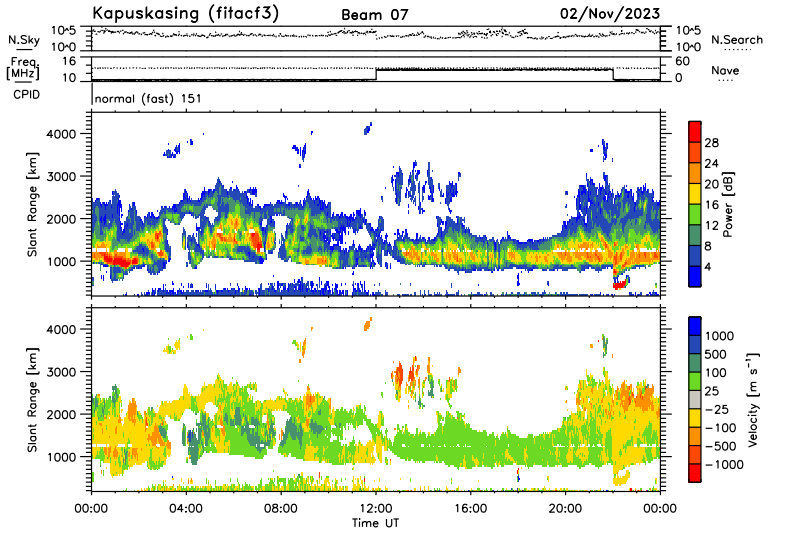 Kapuskasing (fitacf3) Beam 07 02/Nov/2023
N.Sky 10^5 10^0 10^5 10^0 N.Search
Freq. [MHz] 16 10 60 0 Nave
CPID normal (fast) 151
Slant Range [km]
4000
3000
2000
1000
Power [dB]
28
24
20
16
12
8
4
Slant Range [km]
4000
3000
2000
1000
Velocity [m s⁻¹]
1000
500
100
25
-25
-100
-500
-1000
00:00 04:00 08:00 12:00 16:00 20:00 00:00
Time UT